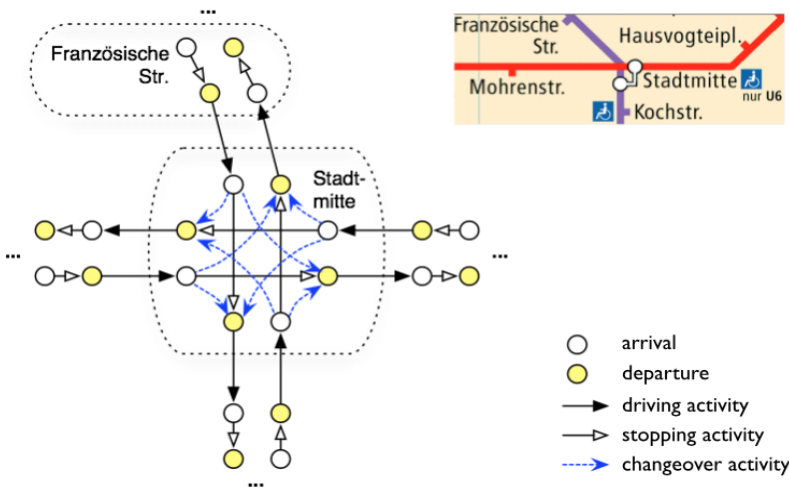 ...
Französische
Str.
Stadt-
mitte
...
...
...
Französische
Str.
Hausvogteipl.
Mohrenstr.
Stadtmitte
nur U6
Kochstr.
arrival
departure
driving activity
stopping activity
changeover activity